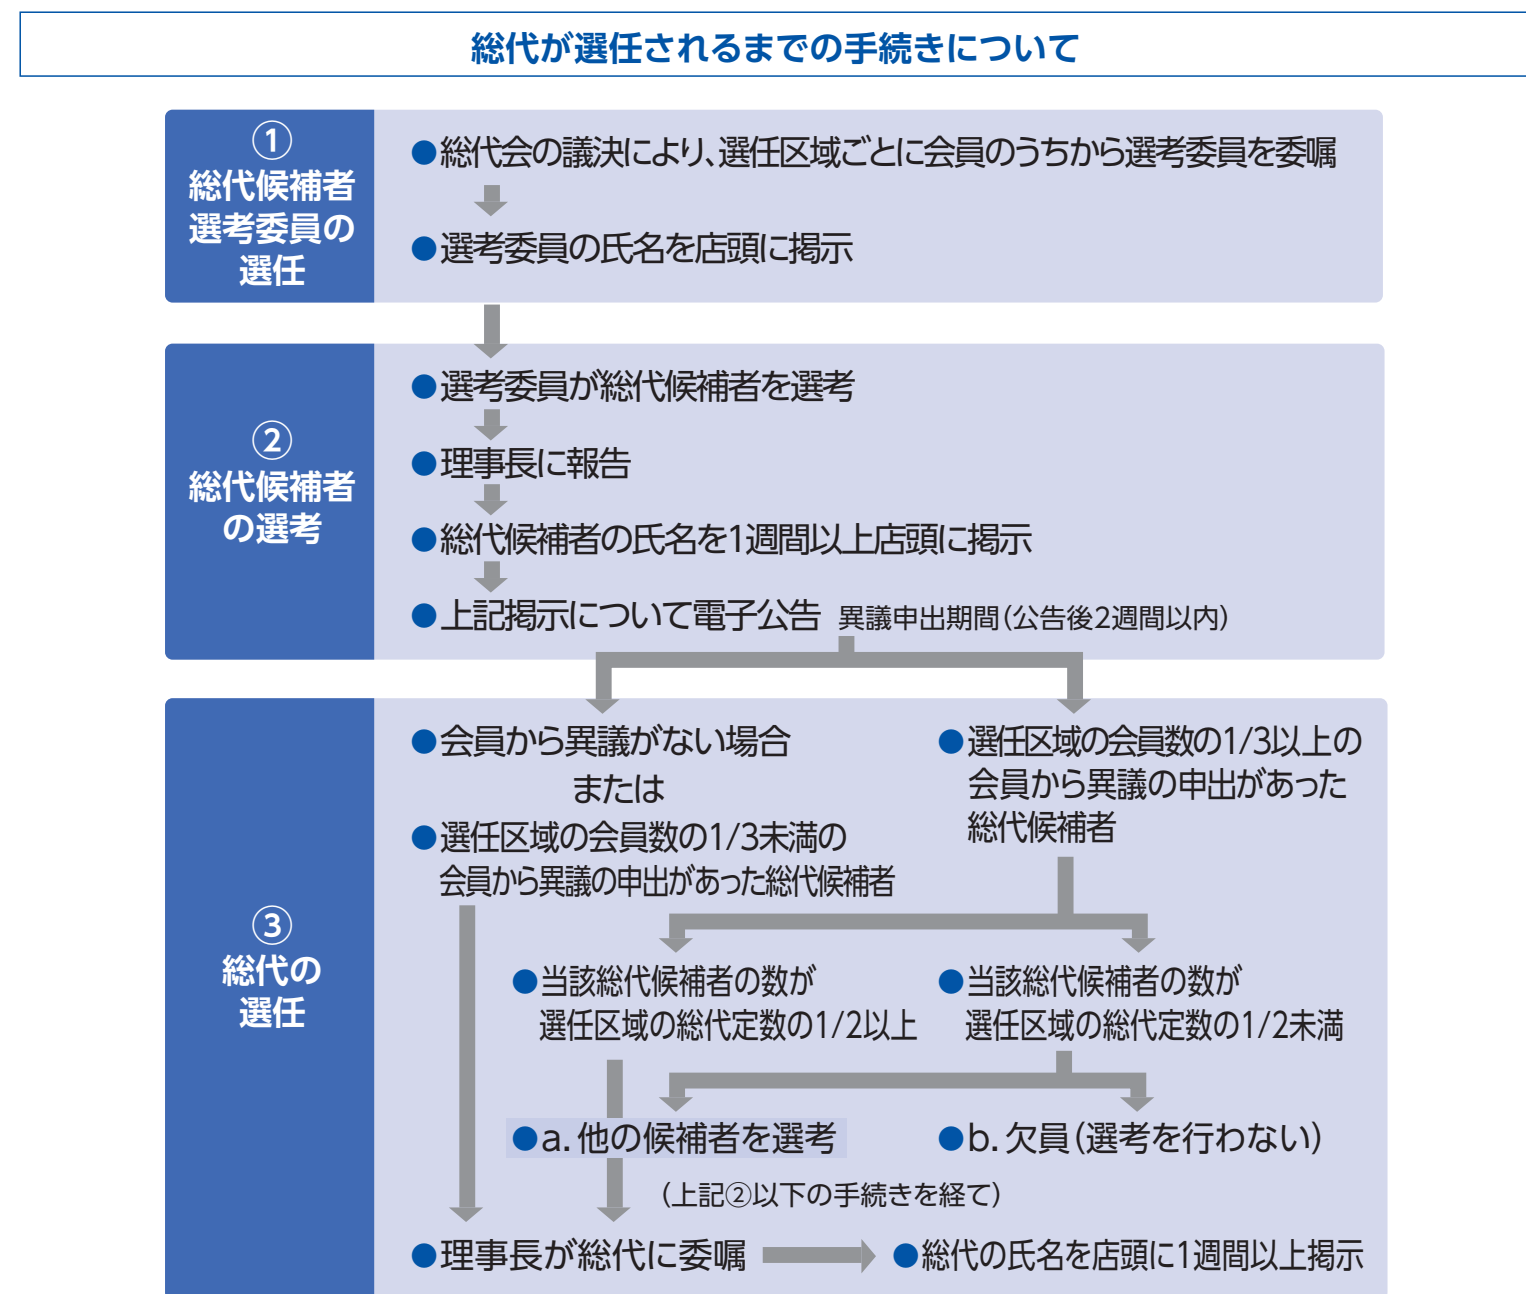 総代が選任されるまでの手続きについて
①
総代候補者
選考委員の
選任
●総代会の議決により、選任区域ごとに会員のうちから選考委員を委嘱
●選考委員の氏名を店頭に掲示
②
総代候補者
の選考
●選考委員が総代候補者を選考
●理事長に報告
●総代候補者の氏名を1週間以上店頭に掲示
●上記掲示について電子公告 異議申出期間(公告後2週間以内)
③
総代の
選任
●会員から異議がない場合
または
●選任区域の会員数の1/3未満の
会員から異議の申出があった総代候補者
●選任区域の会員数の1/3以上の
会員から異議の申出があった
総代候補者
●当該総代候補者の数が
選任区域の総代定数の1/2以上
●当該総代候補者の数が
選任区域の総代定数の1/2未満
●a. 他の候補者を選考
●b. 欠員(選考を行わない)
(上記②以下の手続きを経て)
●理事長が総代に委嘱
●総代の氏名を店頭に1週間以上掲示